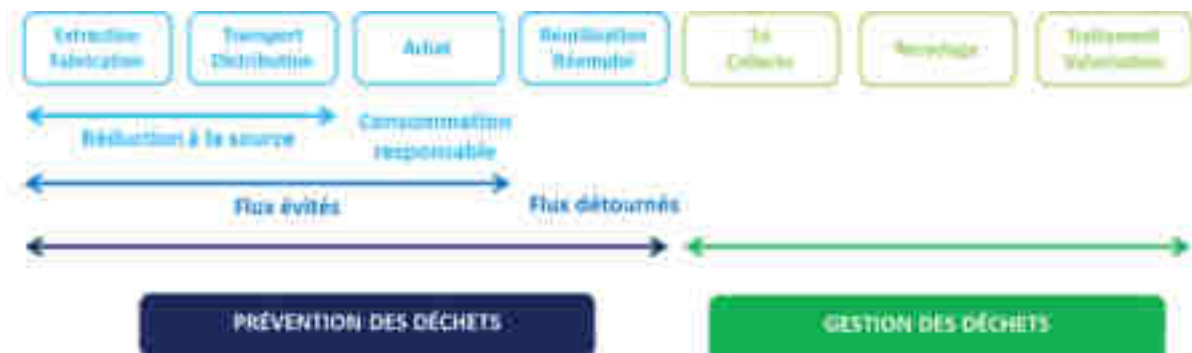 Extraction
Fabrication
Transport
Distribution
Achat
Réutilisation
Réemploi
Tri
Collecte
Recyclage
Traitement
Valorisation
Réduction à la source
Consommation
responsable
Flux évités
Flux détournés
PRÉVENTION DES DÉCHETS
GESTION DES DÉCHETS